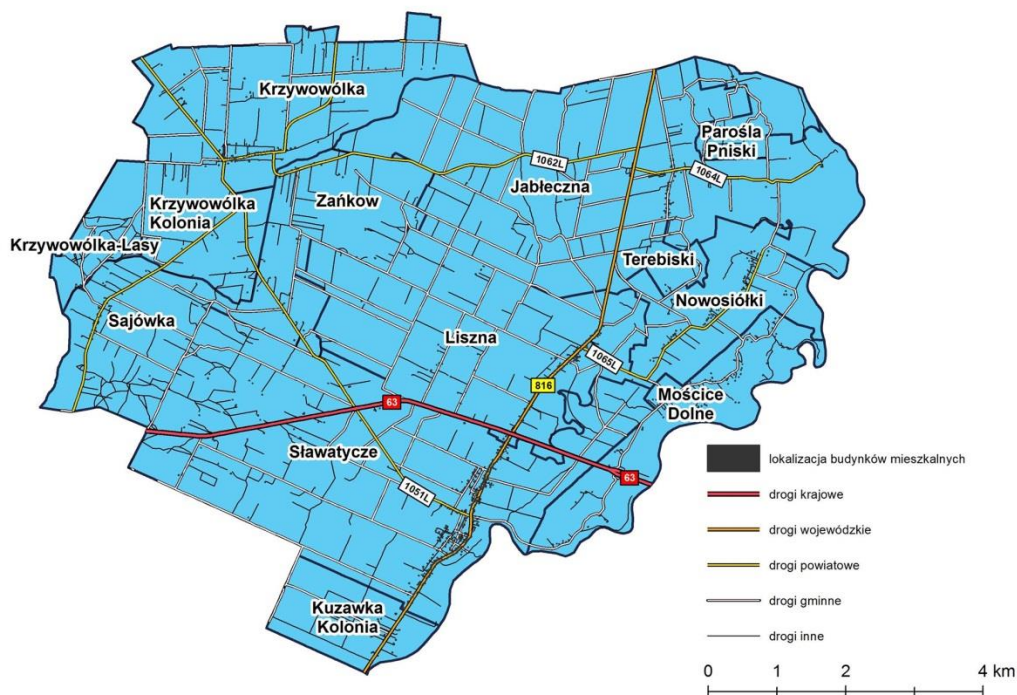 Krzywowólka
Parośla
Pniski
1062L
1064L
Jabłeczna
Zańkow
Krzywowólka
Kolonia
Krzywowólka-Lasy
Terebiski
Nowosiółki
Sajówka
Liszna
1065L
816
Mościce
Dolne
63
Sławatycze
63
1051L
Kuzawka
Kolonia
lokalizacja budynków mieszkalnych
drogi krajowe
drogi wojewódzkie
drogi powiatowe
drogi gminne
drogi inne
0 1 2 4 km